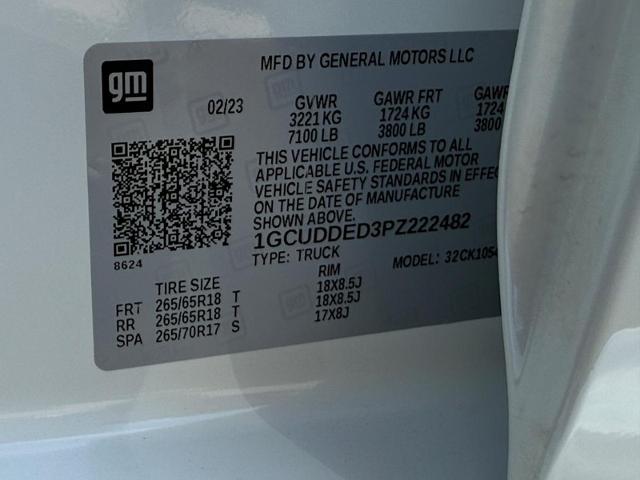 gm
MFD BY GENERAL MOTORS LLC
02/23 GVWR GAWR FRT
3221 KG 1724 KG 1724
7100 LB 3800 LB 3800
THIS VEHICLE CONFORMS TO ALL
APPLICABLE U.S. FEDERAL MOTOR
VEHICLE SAFETY STANDARDS IN
ON THE DATE OF MANUFACTURE
SHOWN ABOVE.
1GCUDDED3PZ222482
8624
TYPE: TRUCK MODEL:
TIRE SIZE RIM
FRT 265/65R18 T 18X8.5J
RR 265/65R18 T 18X8.5J
SPA 265/70R17 S 17X8J